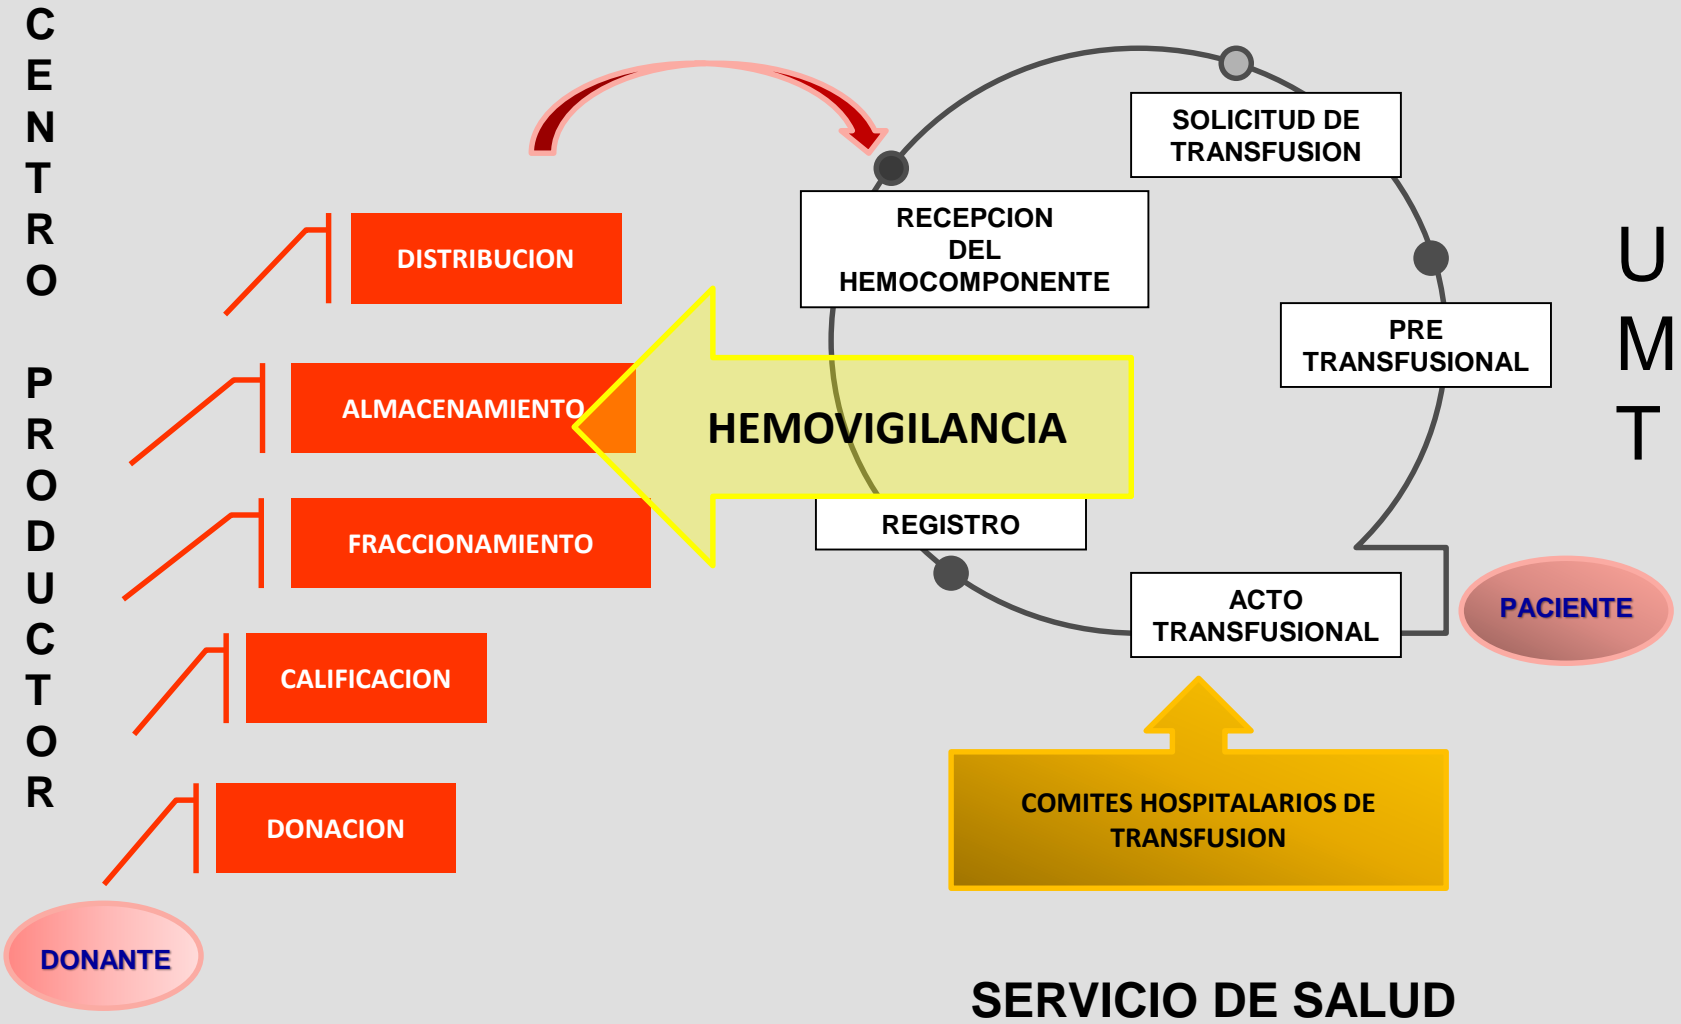 CENTRO PRODUCTOR
DISTRIBUCION
ALMACENAMIENTO
FRACCIONAMIENTO
CALIFICACION
DONACION
DONANTE
HEMOVIGILANCIA
SOLICITUD DE
TRANSFUSION
RECEPCION
DEL
HEMOCOMPONENTE
PRE
TRANSFUSIONAL
REGISTRO
ACTO
TRANSFUSIONAL
PACIENTE
UMT
COMITES HOSPITALARIOS DE
TRANSFUSION
SERVICIO DE SALUD